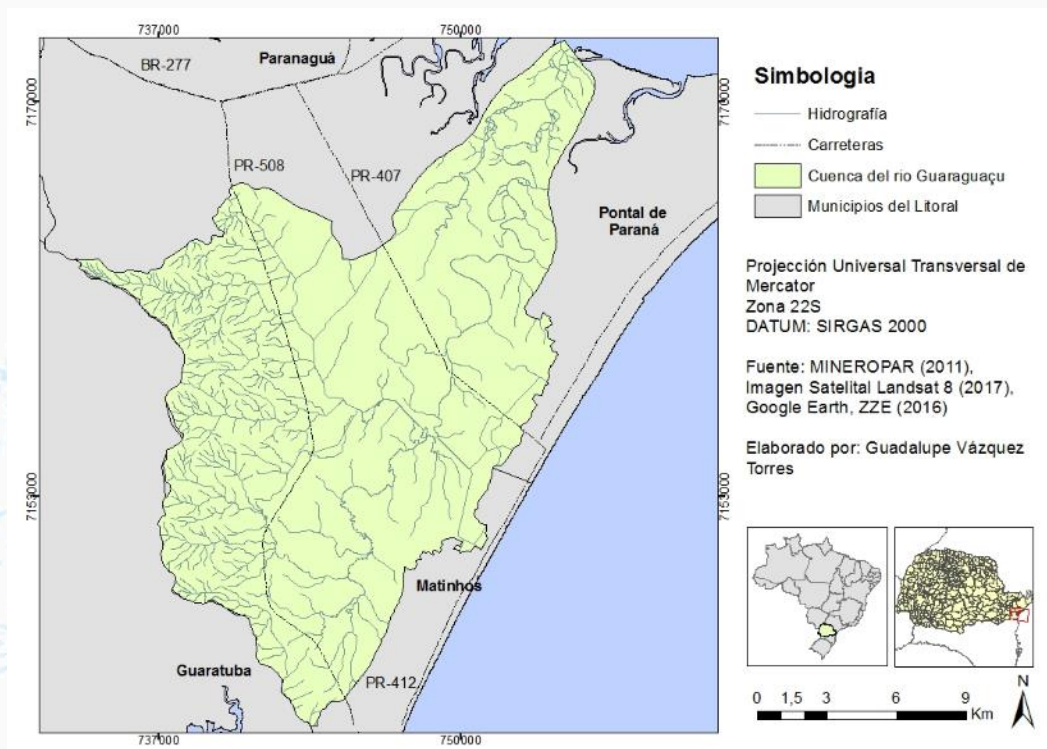 737000
750000
BR-277
Paranaguá
7170000
7170000
PR-508
PR-407
Pontal de
Paraná
7153000
7153000
Matinhos
Guaratuba
PR-412
737000
750000
Simbologia
Hidrografía
Carreteras
Cuenca del rio Guaraguaçu
Municipios del Litoral
Projección Universal Transversal de
Mercator
Zona 22S
DATUM: SIRGAS 2000
Fuente: MINEROPAR (2011),
Imagen Satelital Landsat 8 (2017),
Google Earth, ZZE (2016)
Elaborado por: Guadalupe Vázquez
Torres
N
0 1,5 3 6 9
Km